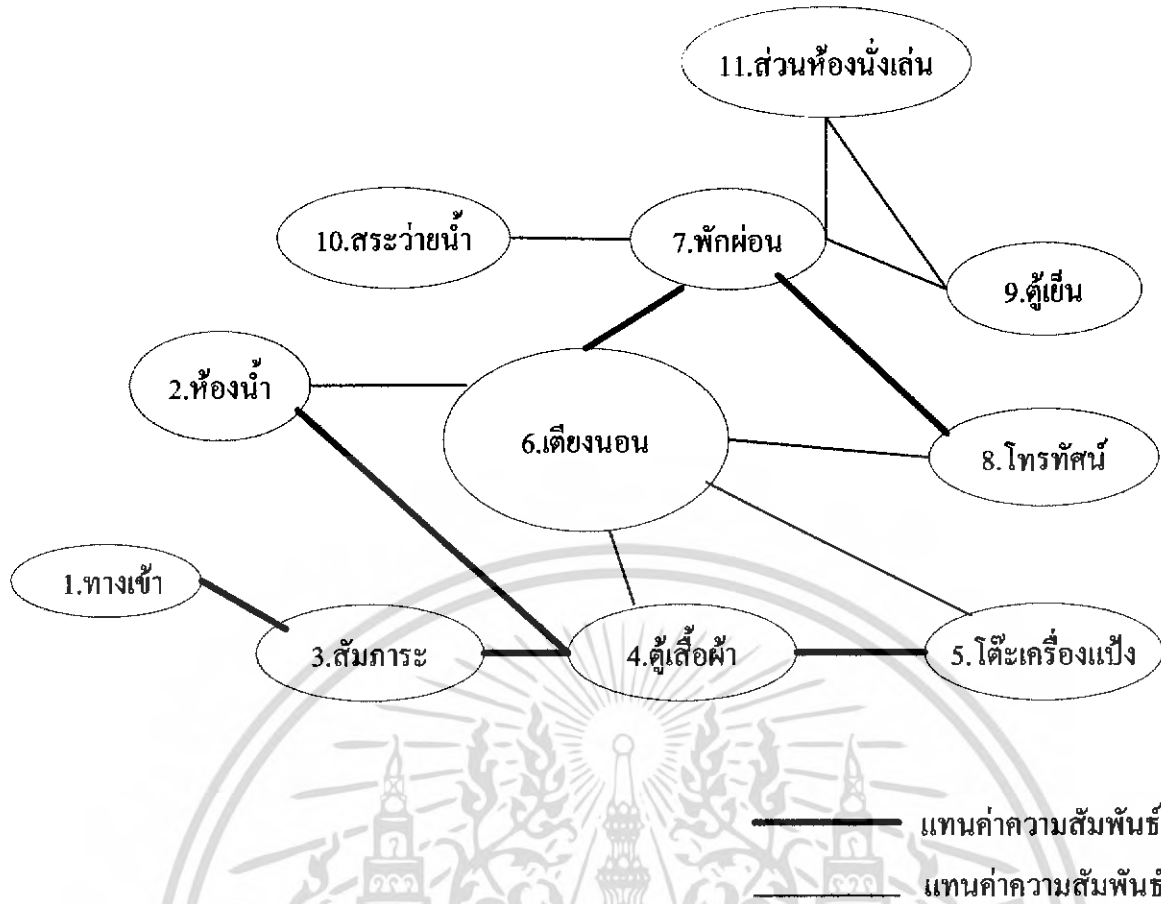 11.ส่วนห้องนั่งเล่น
10.สระว่ายน้ำ
7.พักผ่อน
9.ตู้เย็น
2.ห้องน้ำ
6.เตียงนอน
8.โทรทัศน์
1.ทางเข้า
3.สัมภาระ
4.ตู้เสื้อผ้า
5.โต๊ะเครื่องแป้ง
แทนค่าความสัมพันธ์
แทนค่าความสัมพันธ์